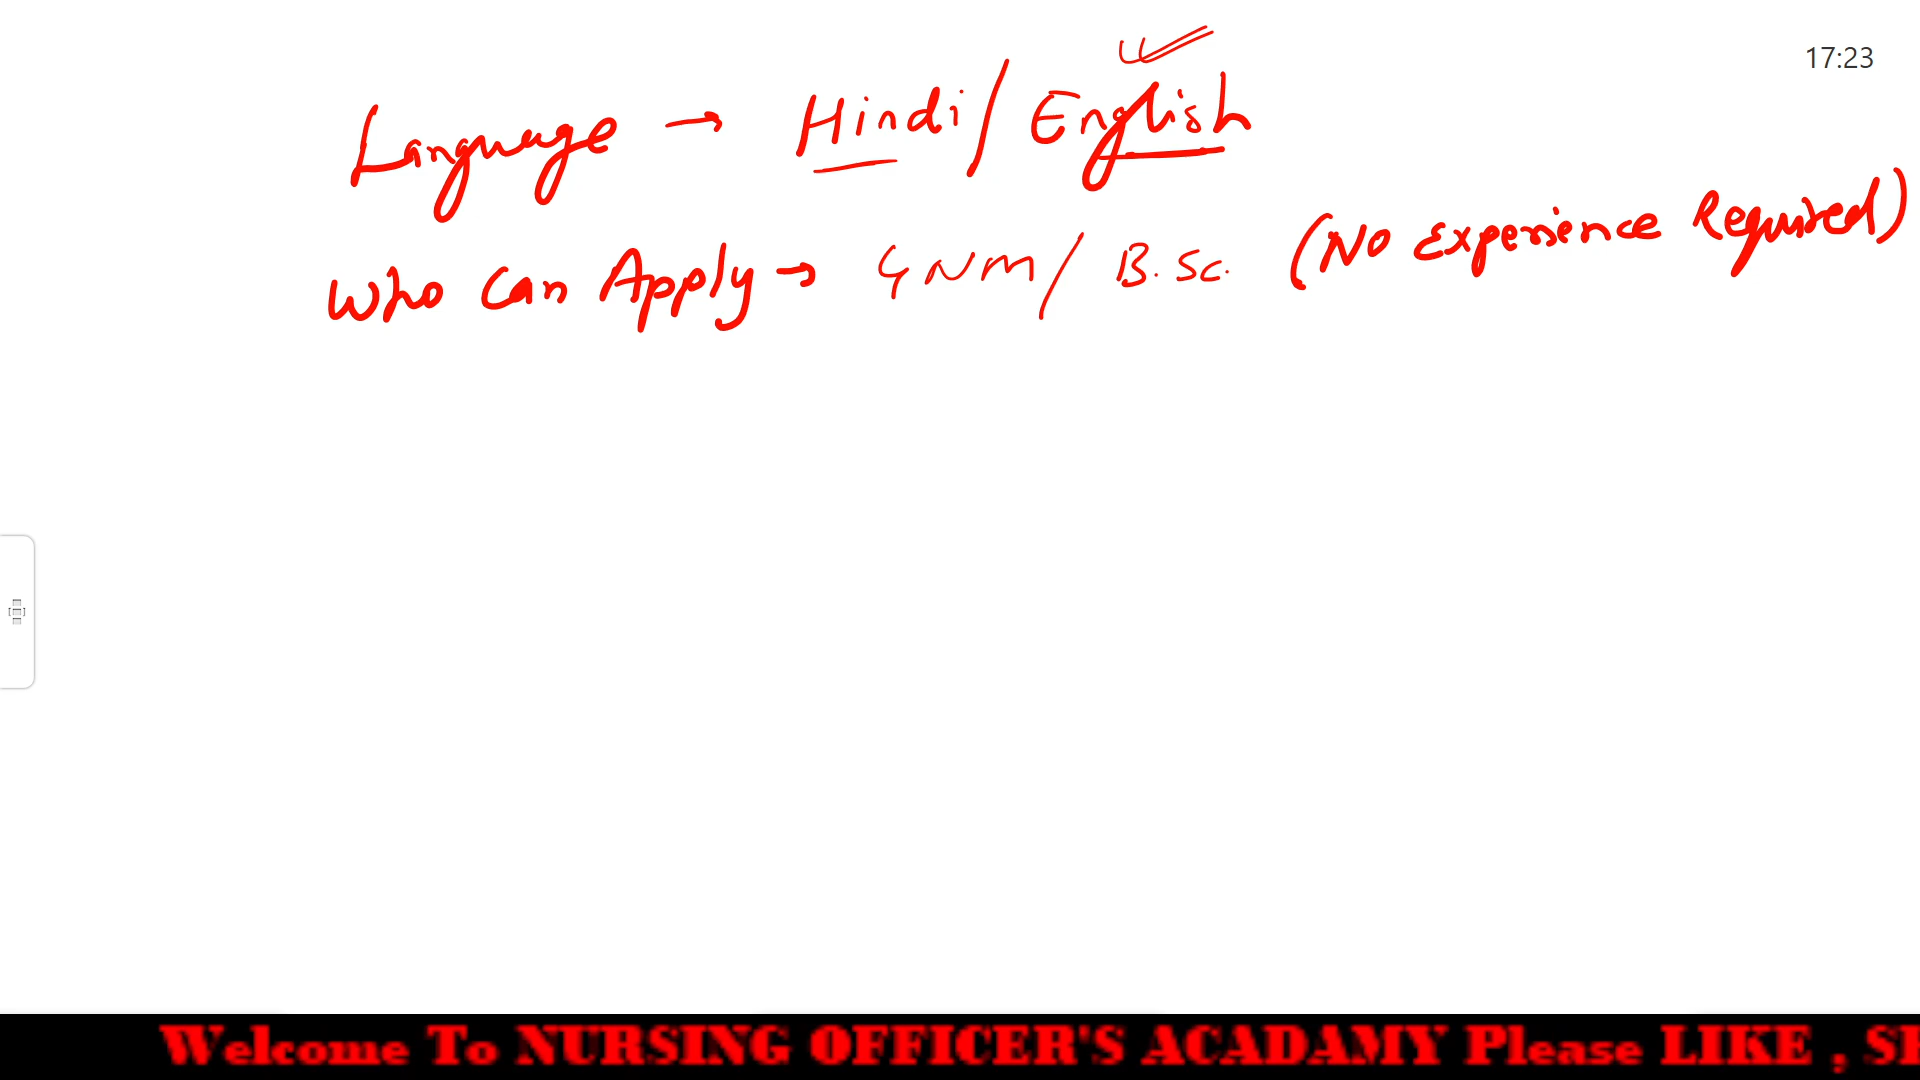 17:23
Language → Hindi/English
Who Can Apply → GNM/B.Sc. (No Experience Required)
Welcome To NURSING OFFICER'S ACADAMY Please LIKE ,